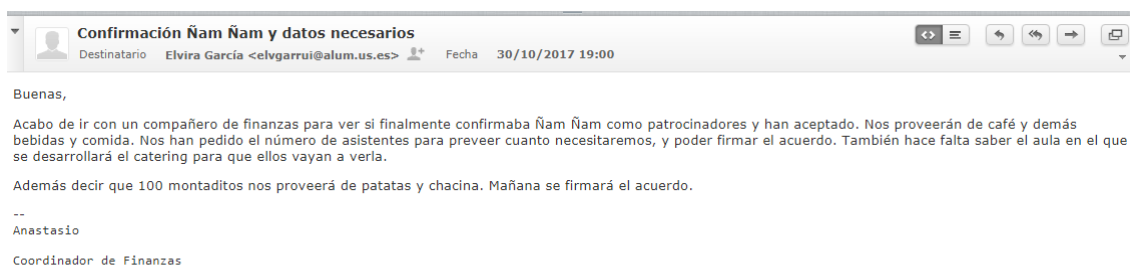 Confirmación Ñam Ñam y datos necesarios
Destinatario Elvira García <elvgarrui@alum.us.es> Fecha 30/10/2017 19:00
Buenas,
Acabo de ir con un compañero de finanzas para ver si finalmente confirmaba Ñam Ñam como patrocinadores y han aceptado. Nos proveerán de café y demás
bebidas y comida. Nos han pedido el número de asistentes para preveer cuanto necesitaremos, y poder firmar el acuerdo. También hace falta saber el aula en el que
se desarrollará el catering para que ellos vayan a verla.
Además decir que 100 montaditos nos proveerá de patatas y chacina. Mañana se firmará el acuerdo.
--
Anastasio
Coordinador de Finanzas